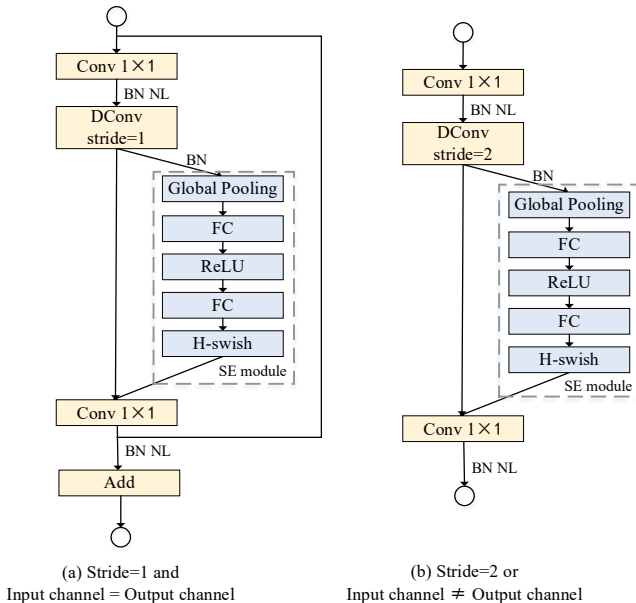 Conv 1×1
BN NL
DConv
stride=1
BN
Global Pooling
FC
ReLU
FC
H-swish
SE module
Conv 1×1
BN NL
Add
(a) Stride=1 and
Input channel = Output channel
Conv 1×1
BN NL
DConv
stride=2
BN
Global Pooling
FC
ReLU
FC
H-swish
SE module
Conv 1×1
BN NL
(b) Stride=2 or
Input channel ≠ Output channel